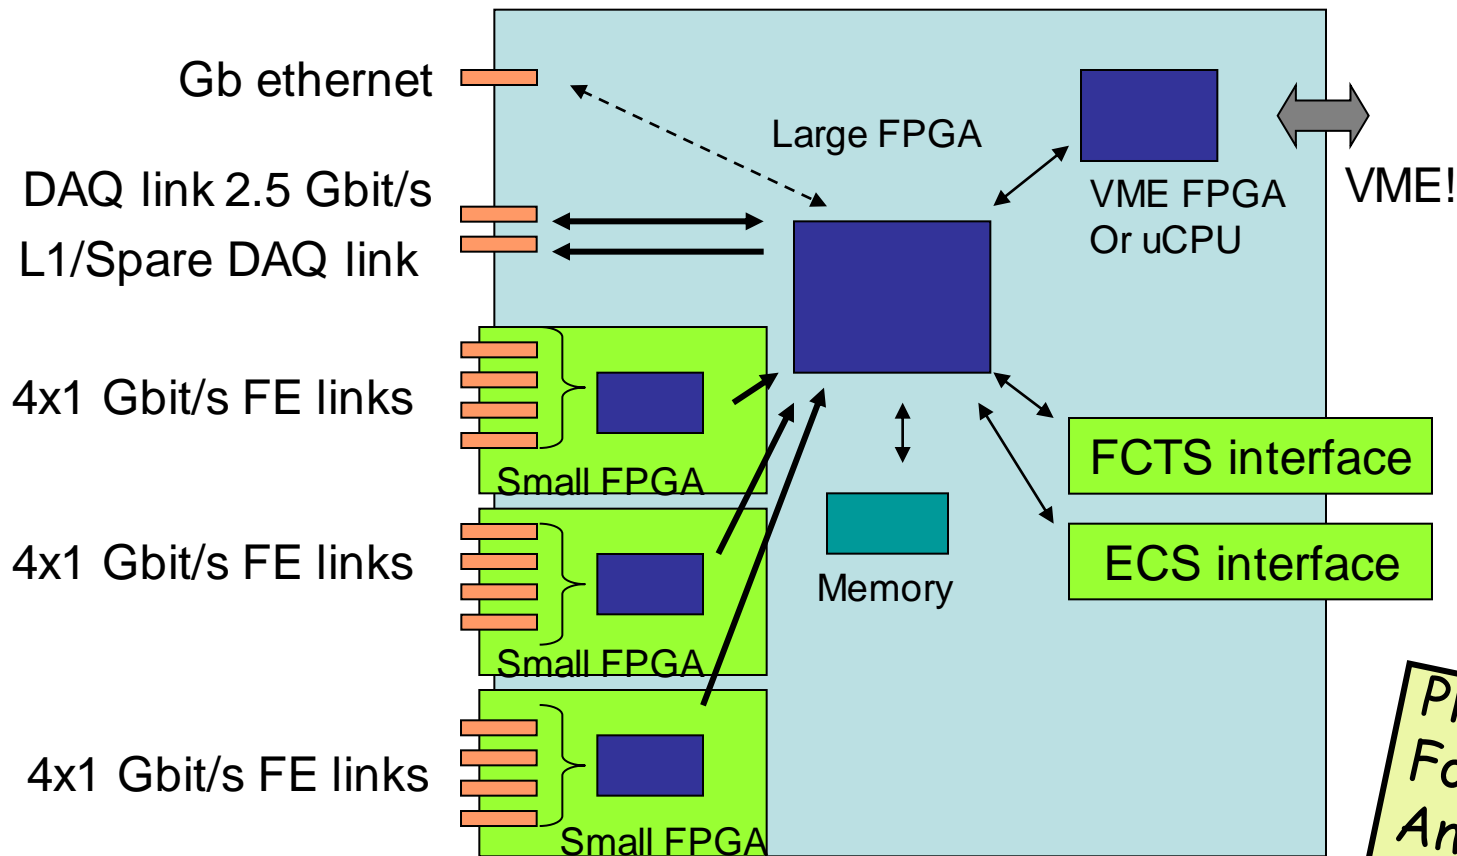 Gb ethernet
Large FPGA
DAQ link 2.5 Gbit/s
VME FPGA
Or uCPU
VME!
L1/Spare DAQ link
4x1 Gbit/s FE links
Small FPGA
FCTS interface
4x1 Gbit/s FE links
Small FPGA
Memory
ECS interface
4x1 Gbit/s FE links
Small FPGA